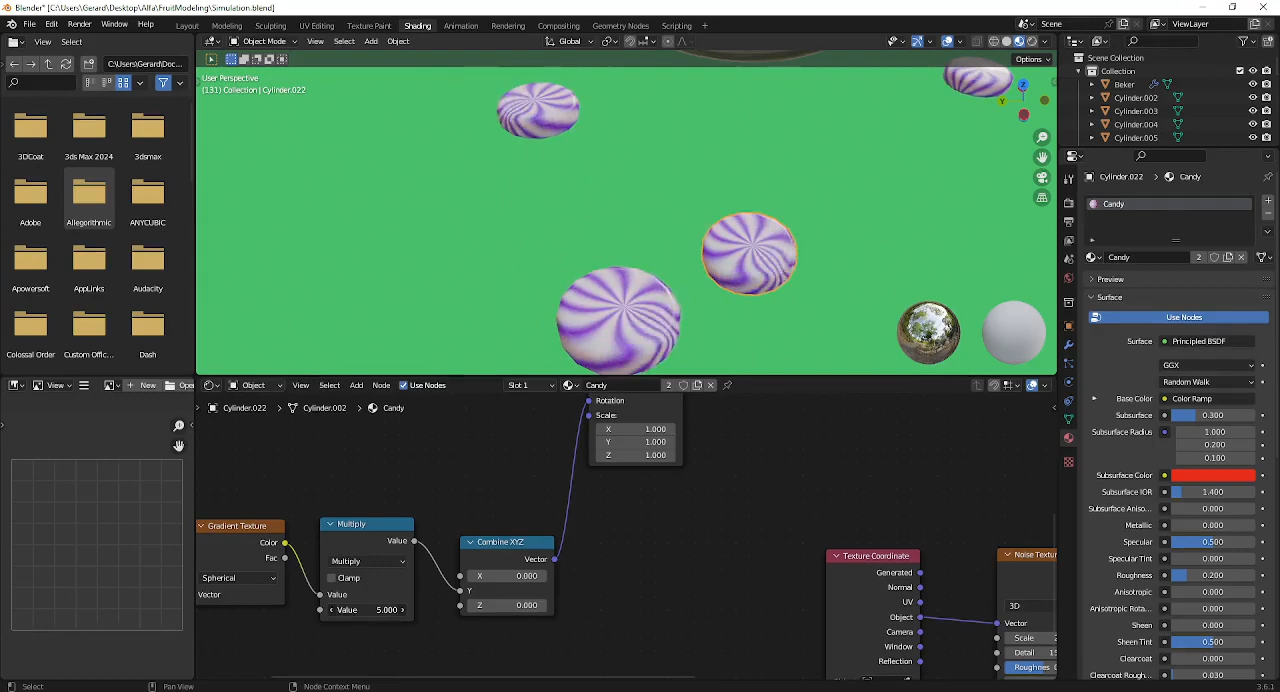 Blender* [C:\Users\Gerard\Desktop\Alfa\FruitModeling\Simulation.blend]
File Edit Render Window Help Layout Modeling Sculpting UV Editing Texture Paint Shading Animation Rendering Compositing Geometry Nodes Scripting + Scene ViewLayer
View Select Object Mode View Select Add Object Global
C:\Users\Gerard\Doc...
Options
User Perspective
(131) Collection | Cylinder.022
3DCoat 3ds Max 2024 3dsmax
Adobe Allegorithmic ANYCUBIC
Apowersoft AppLinks Audacity
Colossal Order Custom Offic... Dash
Z
Y
Scene Collection
Collection
Beker
Cylinder.002
Cylinder.003
Cylinder.004
Cylinder.005
Cylinder.022 > Candy
Candy
Candy 2
Preview
Surface
Use Nodes
Surface Principled BSDF
GGX
Random Walk
Base Color Color Ramp
Subsurface 0.300
Subsurface Radius 1.000
0.200
0.100
Subsurface Color
Subsurface IOR 1.400
Subsurface Aniso... 0.000
Metallic 0.000
Specular 0.500
Specular Tint 0.000
Roughness 0.200
Anisotropic 0.000
Anisotropic Rota... 0.000
Sheen 0.000
Sheen Tint 0.500
Clearcoat 0.000
Clearcoat Roug... 0.030
View + New Open
Object View Select Add Node Use Nodes Slot 1 Candy 2
Cylinder.022 > Cylinder.002 > Candy
Rotation
Scale:
X 1.000
Y 1.000
Z 1.000
Gradient Texture
Color
Fac
Spherical
Vector
Multiply
Value
Multiply
Clamp
Value
Value 5.000
Combine XYZ
Vector
X 0.000
Y
Z 0.000
Texture Coordinate
Generated
Normal
UV
Object
Camera
Window
Reflection
Noise Textur
3D
Vector
Scale 2
Detail 15
Roughness
Select Pan View Node Context Menu 3.6.1